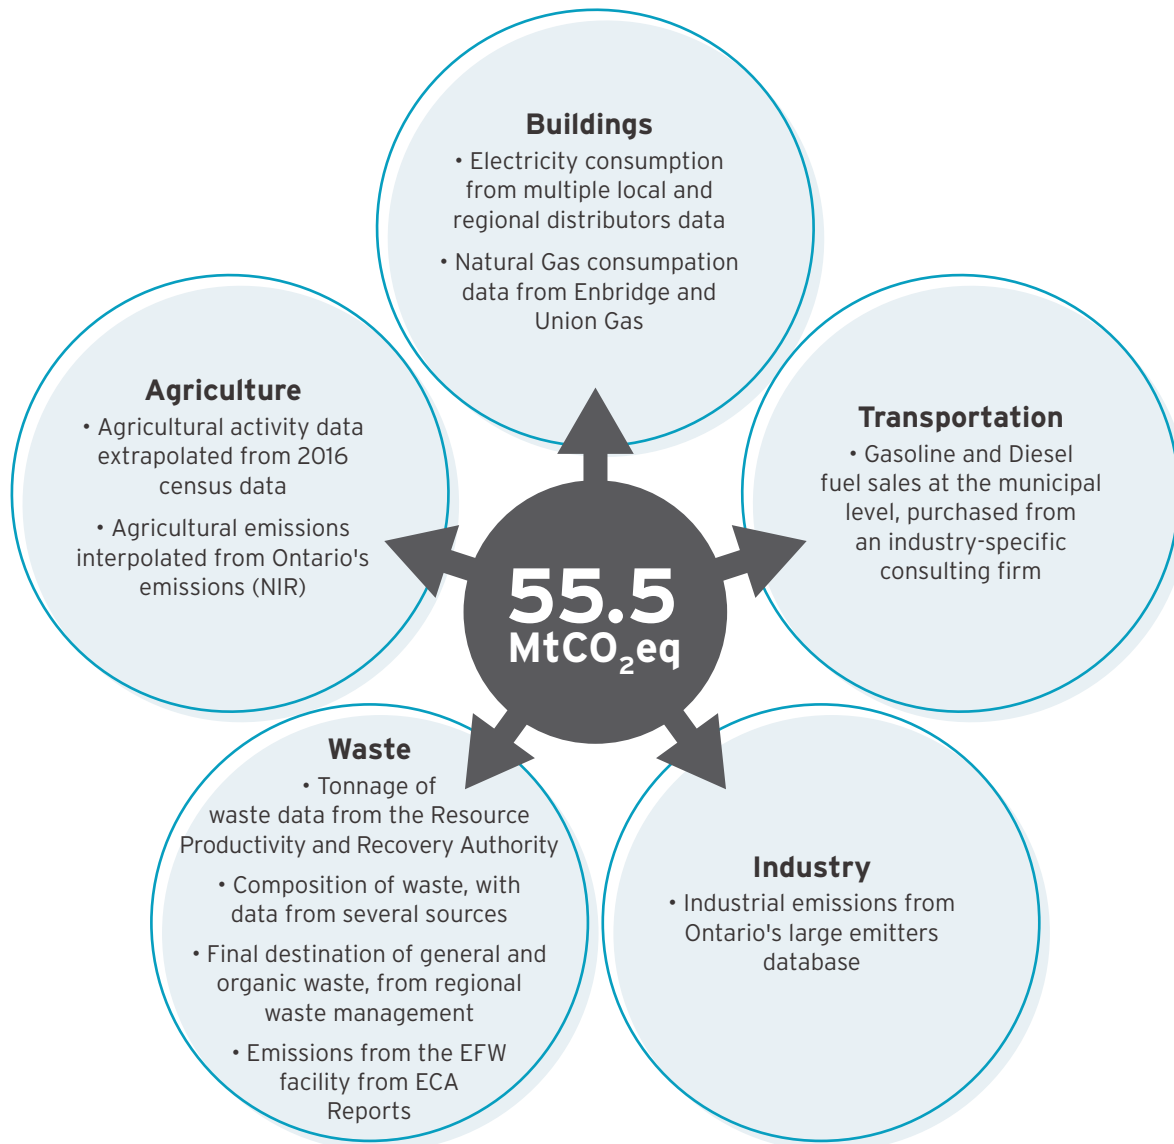 Buildings
• Electricity consumption
from multiple local and
regional distributors data
• Natural Gas consumpation
data from Enbridge and
Union Gas
Agriculture
• Agricultural activity data
extrapolated from 2016
census data
• Agricultural emissions
interpolated from Ontario's
emissions (NIR)
Transportation
• Gasoline and Diesel
fuel sales at the municipal
level, purchased from
an industry-specific
consulting firm
55.5
MtCO₂eq
Waste
• Tonnage of
waste data from the Resource
Productivity and Recovery Authority
• Composition of waste, with
data from several sources
• Final destination of general and
organic waste, from regional
waste management
• Emissions from the EFW
facility from ECA
Reports
Industry
• Industrial emissions from
Ontario's large emitters
database